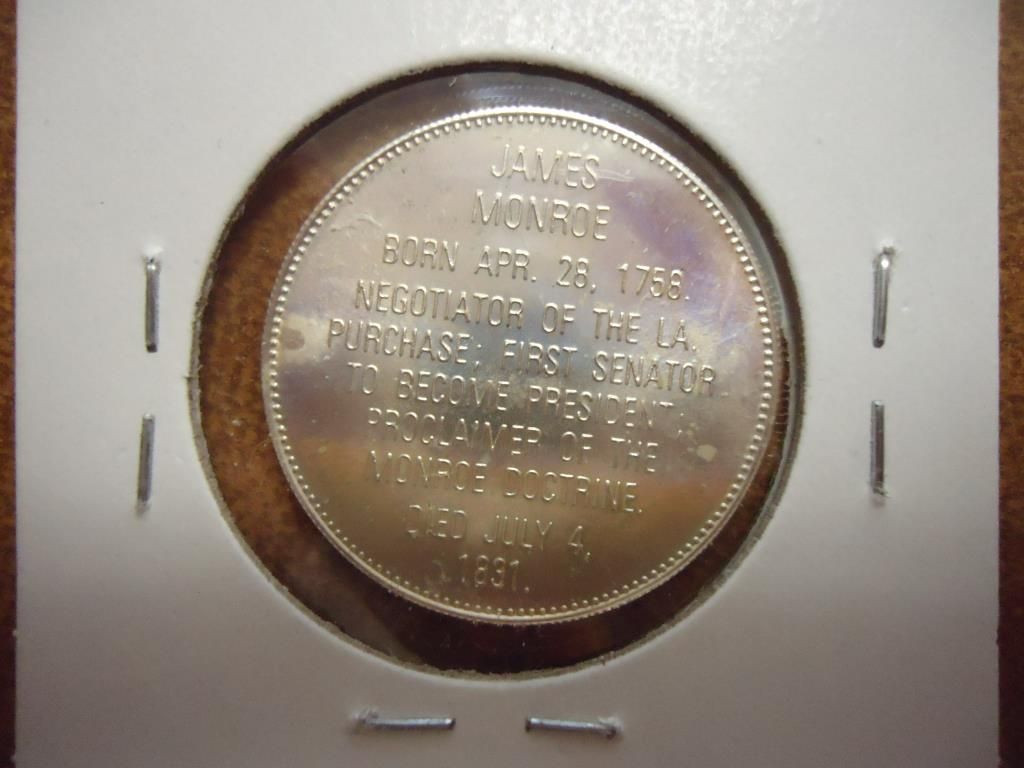 JAMES
MONROE
BORN APR. 28, 1758.
NEGOTIATOR OF THE LA.
PURCHASE; FIRST SENATOR
TO BECOME PRESIDENT;
PROCLAIMER OF THE
MONROE DOCTRINE.
DIED JULY 4,
1831.